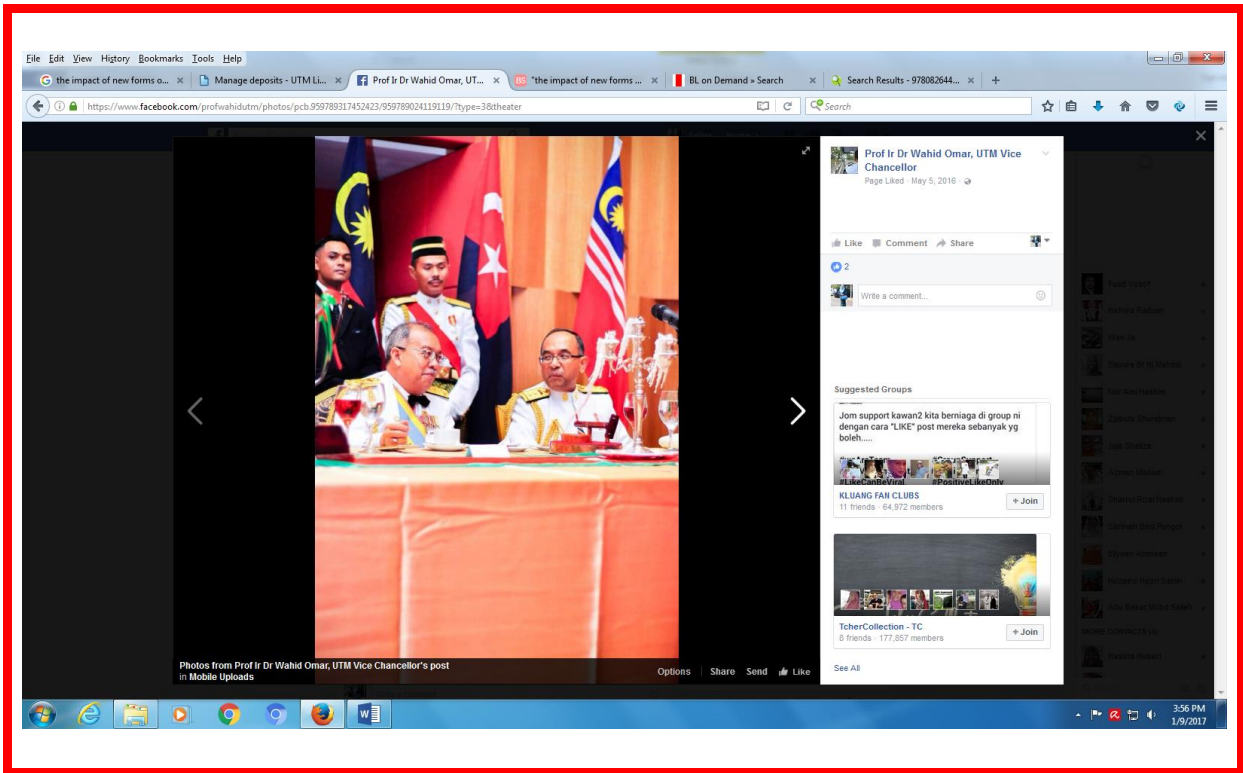 File Edit View History Bookmarks Tools Help
the impact of new forms o... Manage deposits - UTM Li... Prof Ir Dr Wahid Omar, UT... "the impact of new forms ... BL on Demand » Search Search Results - 978082644...
https://www.facebook.com/profwahidutm/photos/pcb.959789317452423/959789024119119/?type=3&theater Search
Prof Ir Dr Wahid Omar, UTM Vice
Chancellor
Page Liked · May 5, 2016
Like Comment Share
2
Write a comment...
Suggested Groups
Jom support kawan2 kita berniaga di group ni
dengan cara "LIKE" post mereka sebanyak yg
boleh.....
#LikeCanBeViral #PositiveLikeOnly
KLUANG FAN CLUBS
11 friends · 64,972 members
+ Join
TcherCollection - TC
8 friends · 177,857 members
+ Join
See All
Photos from Prof Ir Dr Wahid Omar, UTM Vice Chancellor's post
in Mobile Uploads
Options Share Send Like
3:56 PM
1/9/2017